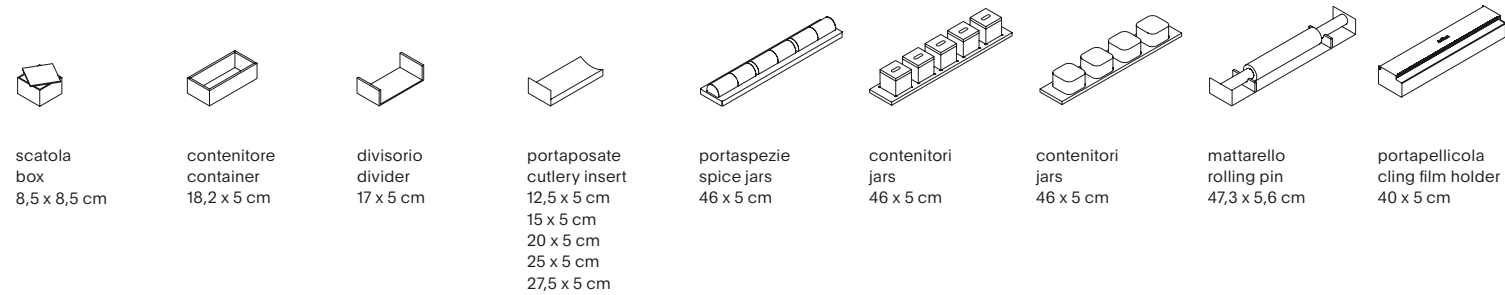 scatola
box
8,5 x 8,5 cm
contenitore
container
18,2 x 5 cm
divisorio
divider
17 x 5 cm
portaposate
cutlery insert
12,5 x 5 cm
15 x 5 cm
20 x 5 cm
25 x 5 cm
27,5 x 5 cm
portaspezie
spice jars
46 x 5 cm
contenitori
jars
46 x 5 cm
contenitori
jars
46 x 5 cm
mattarello
rolling pin
47,3 x 5,6 cm
portapellicola
cling film holder
40 x 5 cm